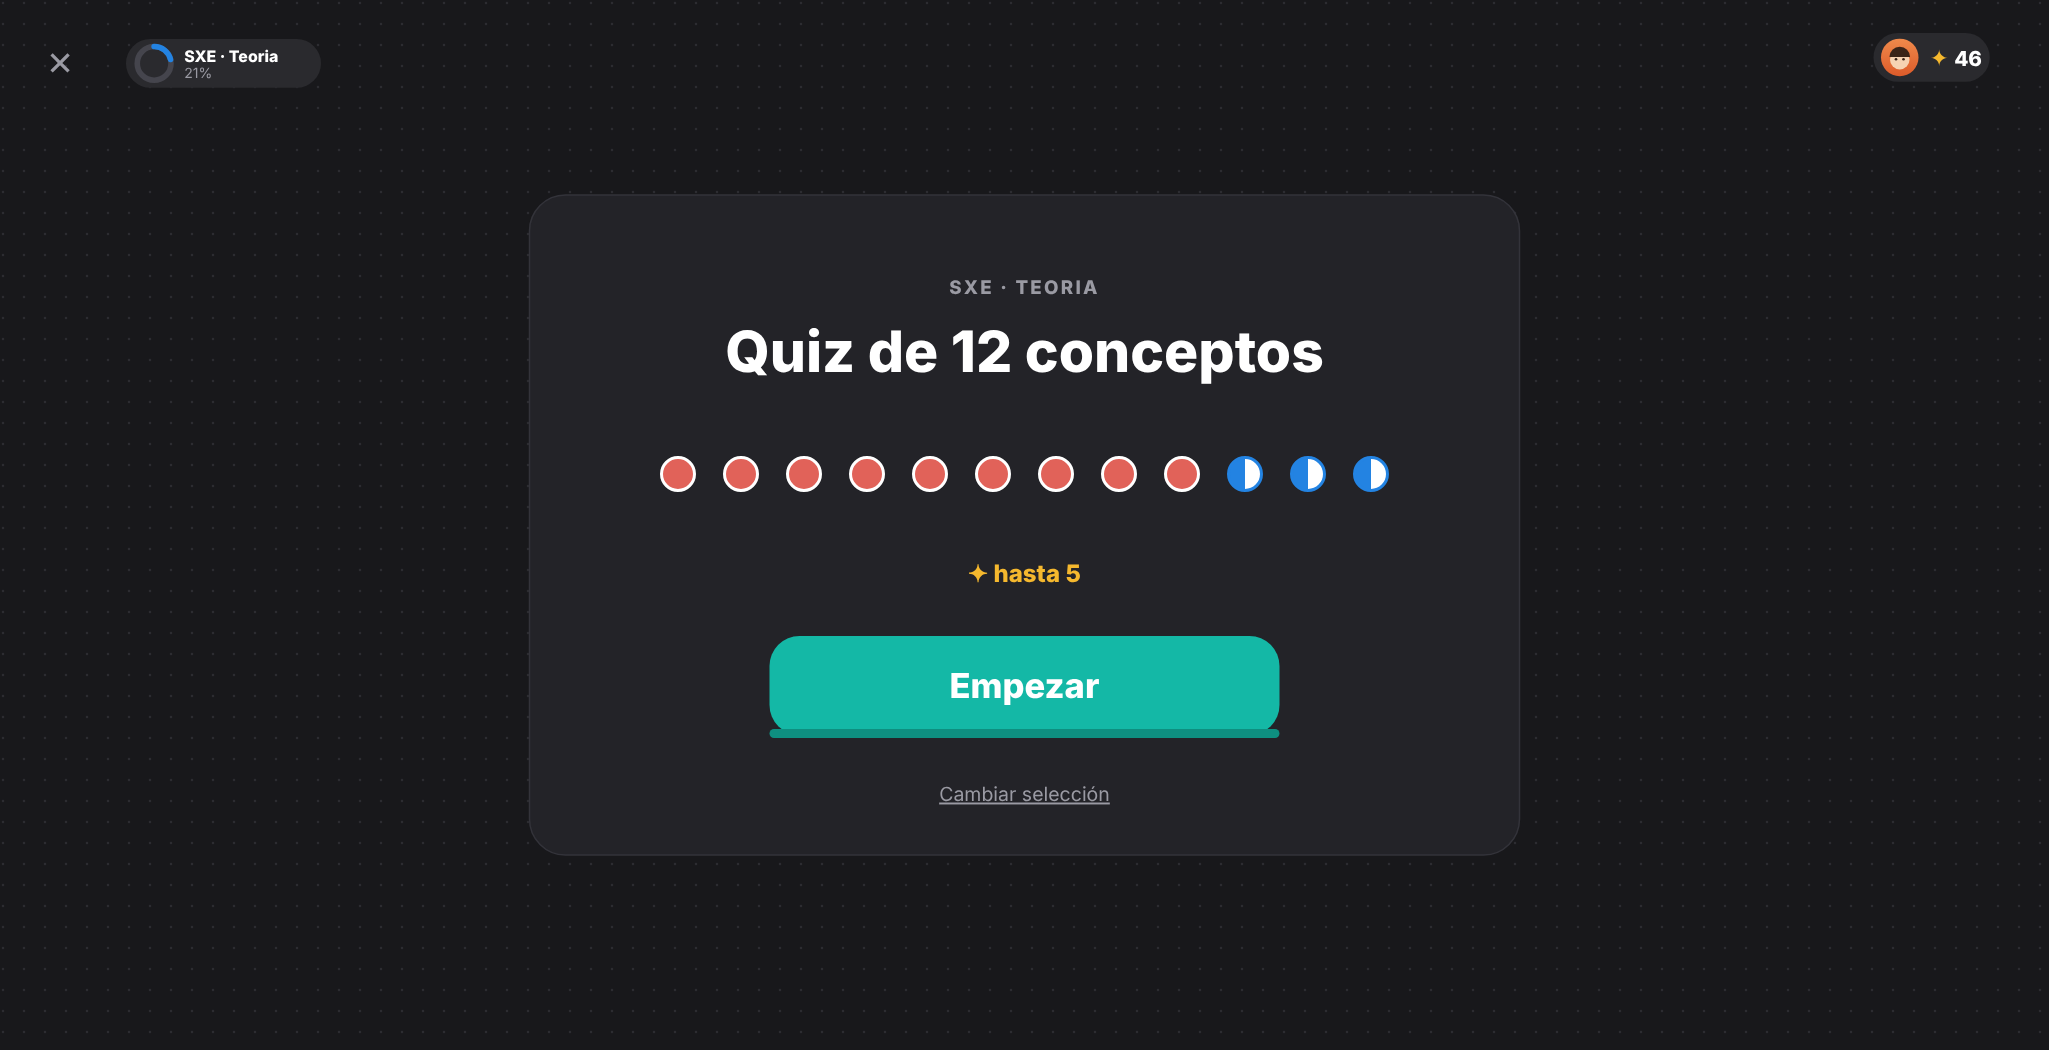 SXE · Teoria
21%
46
SXE · TEORIA
Quiz de 12 conceptos
hasta 5
Empezar
Cambiar selección